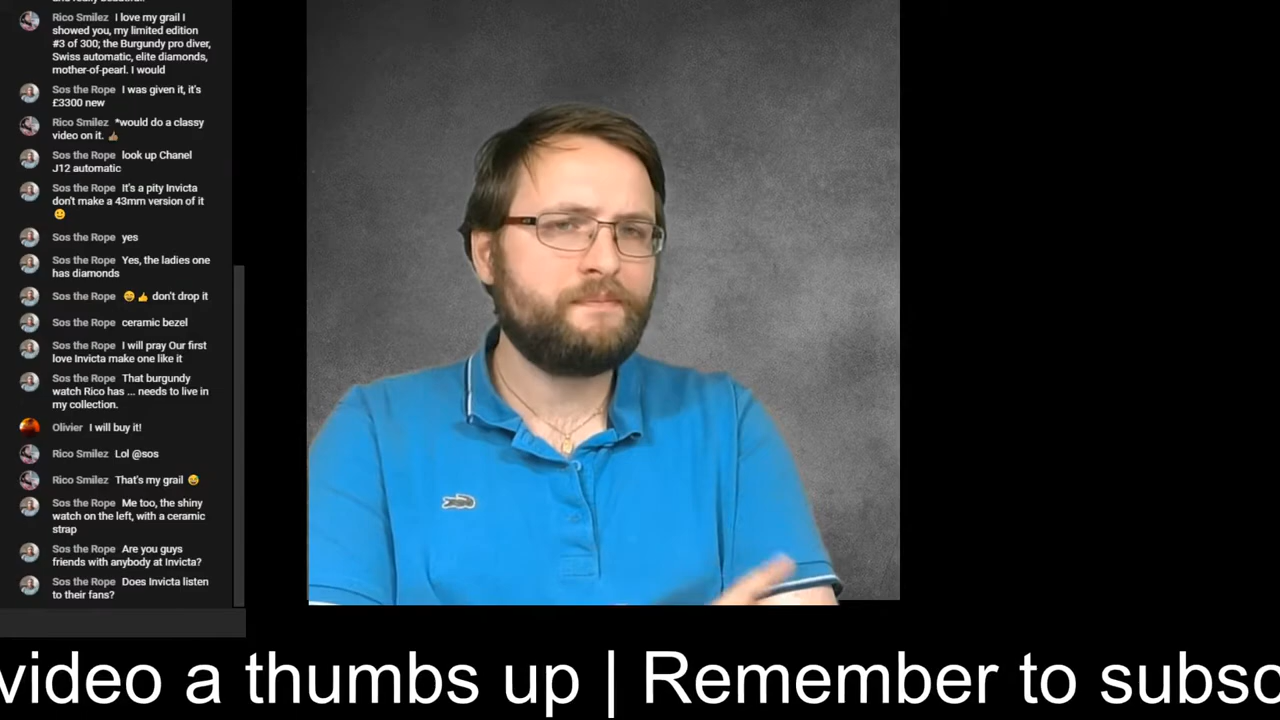 Rico Smilez I love my grail I
showed you, my limited edition
#3 of 300; the Burgundy pro diver,
Swiss automatic, elite diamonds,
mother-of-pearl. I would
Sos the Rope I was given it, it's
£3300 new
Rico Smilez *would do a classy
video on it.
Sos the Rope look up Chanel
J12 automatic
Sos the Rope It's a pity Invicta
don't make a 43mm version of it
Sos the Rope yes
Sos the Rope Yes, the ladies one
has diamonds
Sos the Rope don't drop it
Sos the Rope ceramic bezel
Sos the Rope I will pray Our first
love Invicta make one like it
Sos the Rope That burgundy
watch Rico has ... needs to live in
my collection.
Olivier I will buy it!
Rico Smilez Lol @sos
Rico Smilez That's my grail
Sos the Rope Me too, the shiny
watch on the left, with a ceramic
strap
Sos the Rope Are you guys
friends with anybody at Invicta?
Sos the Rope Does Invicta listen
to their fans?
video a thumbs up | Remember to subsc